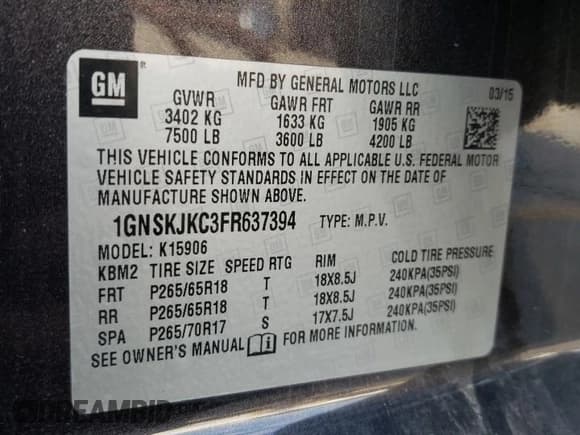 GM ®
MFD BY GENERAL MOTORS LLC
03/15
GVWR GAWR FRT GAWR RR
3402 KG 1633 KG 1905 KG
7500 LB 3600 LB 4200 LB
THIS VEHICLE CONFORMS TO ALL APPLICABLE U.S. FEDERAL MOTOR
VEHICLE SAFETY STANDARDS IN EFFECT ON THE DATE OF
MANUFACTURE SHOWN ABOVE.
1GNSKJKC3FR637394 TYPE: M.P.V.
MODEL: K15906
KBM2 TIRE SIZE SPEED RTG RIM COLD TIRE PRESSURE
FRT P265/65R18 T 18X8.5J 240KPA(35PSI)
RR P265/65R18 T 18X8.5J 240KPA(35PSI)
SPA P265/70R17 S 17X7.5J 240KPA(35PSI)
SEE OWNER'S MANUAL i FOR MORE INFORMATION.
DREAMBID